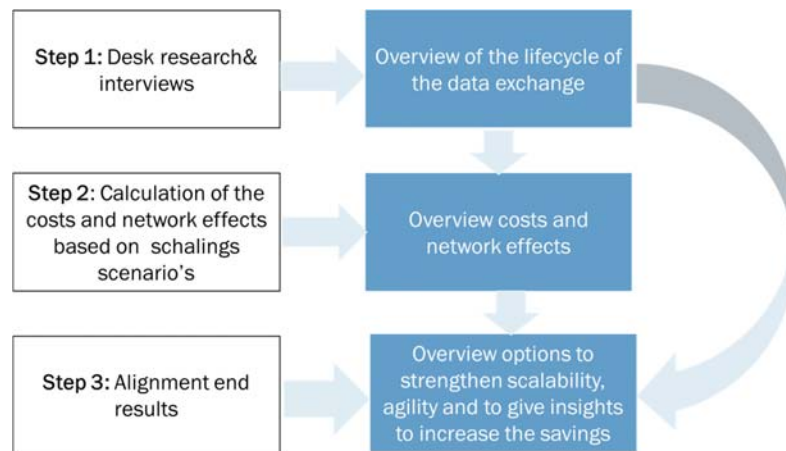 Step 1: Desk research&
interviews
Overview of the lifecycle of
the data exchange
Step 2: Calculation of the
costs and network effects
based on schalings
scenario's
Overview costs and
network effects
Step 3: Alignment end
results
Overview options to
strengthen scalability,
agility and to give insights
to increase the savings